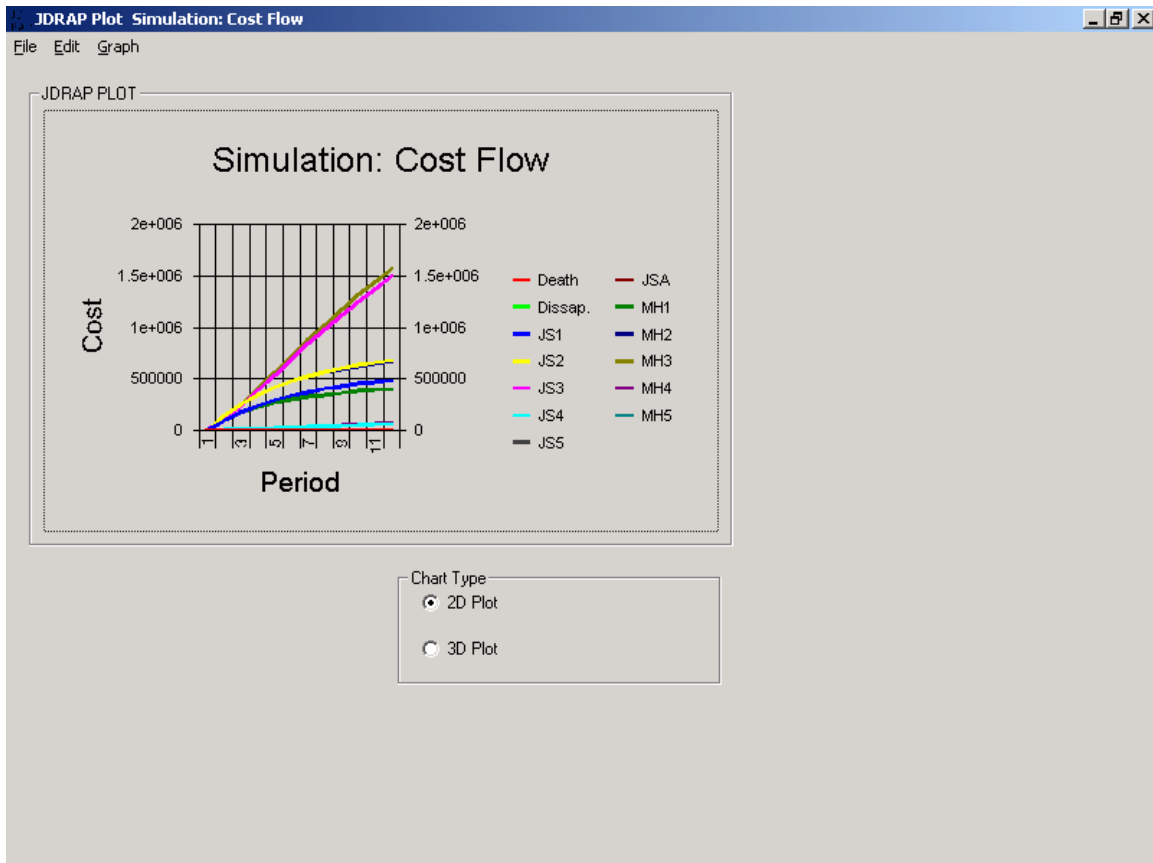 JDRAP Plot Simulation: Cost Flow
File Edit Graph
JDRAP PLOT
Simulation: Cost Flow
2e+006 2e+006
1.5e+006 1.5e+006
1e+006 1e+006
500000 500000
0 0
Cost
1 3 5 7 9 11
Period
Death JSA
Dissap. MH1
JS1 MH2
JS2 MH3
JS3 MH4
JS4 MH5
JS5
Chart Type
2D Plot
3D Plot